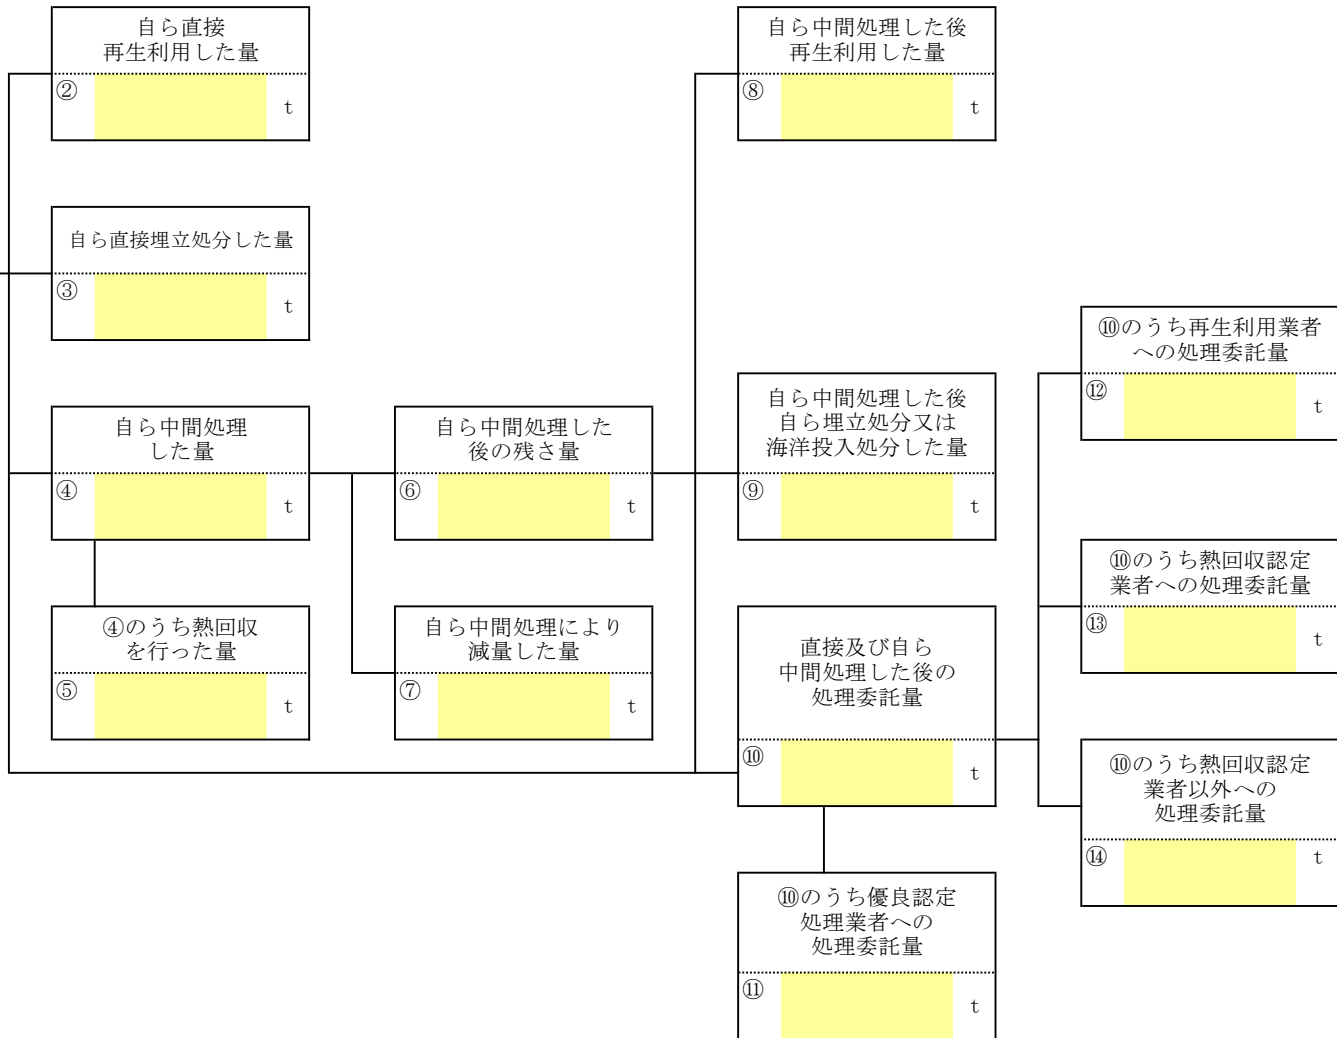 自ら直接
再生利用した量
②
t
自ら直接埋立処分した量
③
t
自ら中間処理
した量
④
t
④のうち熱回収
を行った量
⑤
t
自ら中間処理した
後の残さ量
⑥
t
自ら中間処理により
減量した量
⑦
t
自ら中間処理した後
再生利用した量
⑧
t
自ら中間処理した後
自ら埋立処分又は
海洋投入処分した量
⑨
t
直接及び自ら
中間処理した後の
処理委託量
⑩
t
⑩のうち優良認定
処理業者への
処理委託量
⑪
t
⑩のうち再生利用業者
への処理委託量
⑫
t
⑩のうち熱回収認定
業者への処理委託量
⑬
t
⑩のうち熱回収認定
業者以外への
処理委託量
⑭
t